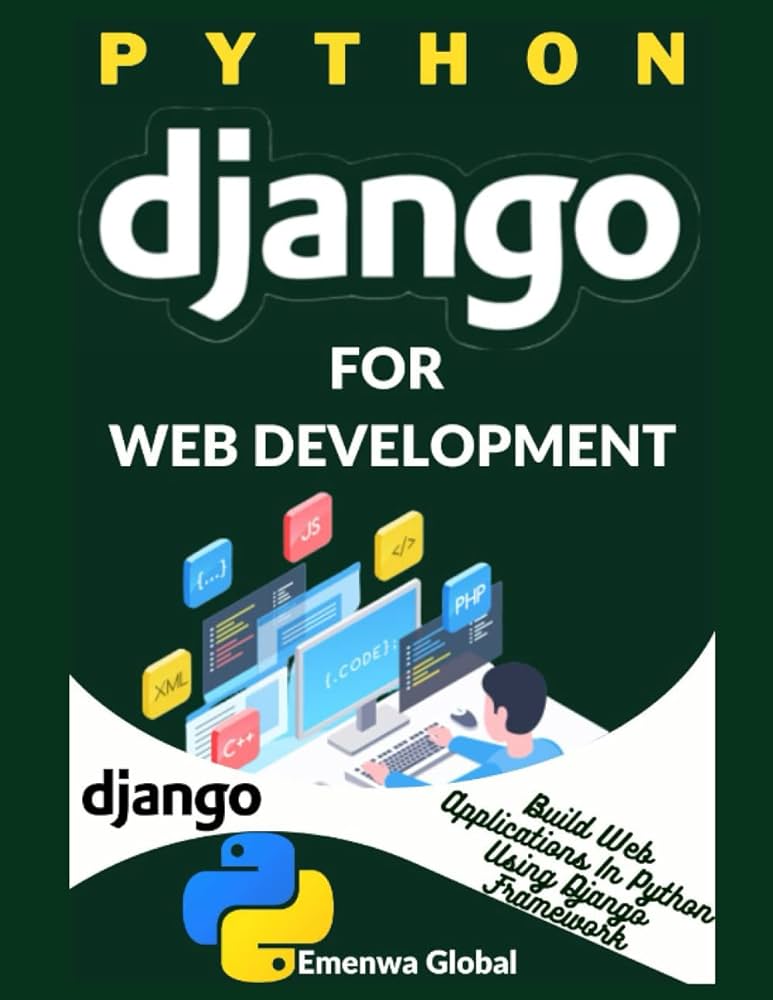 PYTHON
django
FOR
WEB DEVELOPMENT
JS
</>
{...}
PHP
{.CODE};
XML
C++
django
Build Web
Applications In Python
Using Django
Framework
Emenwa Global